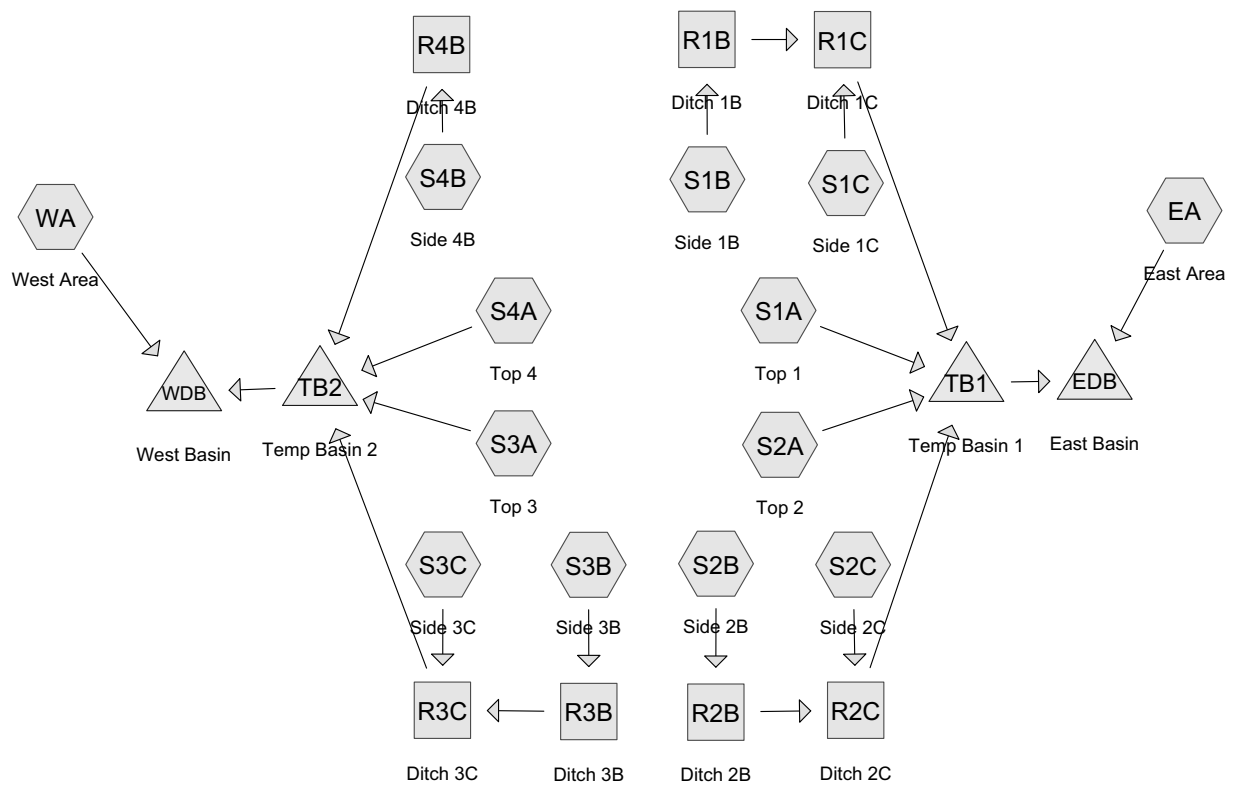 R4B
Ditch 4B
R1B
Ditch 1B
R1C
Ditch 1C
S4B
Side 4B
S1B
Side 1B
S1C
Side 1C
WA
West Area
EA
East Area
S4A
Top 4
S1A
Top 1
WDB
West Basin
TB2
Temp Basin 2
TB1
Temp Basin 1
EDB
East Basin
S3A
Top 3
S2A
Top 2
S3C
Side 3C
S3B
Side 3B
S2B
Side 2B
S2C
Side 2C
R3C
Ditch 3C
R3B
Ditch 3B
R2B
Ditch 2B
R2C
Ditch 2C